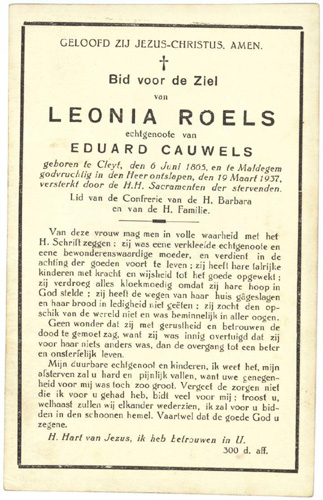 GELOOFD ZIJ JEZUS-CHRISTUS. AMEN.
Bid voor de Ziel
van
LEONIA ROELS
echtgenoote van
EDUARD CAUWELS
geboren te Cleyt, den 6 Juni 1865, en te Maldegem
godvruchtig in den Heer ontslapen, den 19 Maart 1937,
versterkt door de H.H. Sacramenten der stervenden.
Lid van de Confrerie van de H. Barbara
en van de H. Familie.
Van deze vrouw mag men in volle waarheid met het
H. Schrift zeggen: zij was eene verkleefde echtgenoote en
eene bewonderenswaardige moeder, en verdient in de
achting der goeden voort te leven; zij heeft hare talrijke
kinderen met kracht en wijsheid tot het goede opgewekt;
zij verdroeg alles kloekmoedig omdat zij hare hoop in
God stelde; zij heeft de wegen van haar huis gâgeslagen
en haar brood in ledigheid niet geëten; zij zocht den op-
schik van de wereld niet en was beminnelijk in aller oogen.
Geen wonder dat zij met gerustheid en betrouwen de
dood te gemoet zag, want zij was innig overtuigd dat zij
voor haar niets anders was, dan de overgang tot een beter
en onsterfelijk leven.
Mijn duurbare echtgenoot en kinderen, ik weet het, mijn
afsterven zal u hard en pijnlijk vallen, want uwe genegen-
heid voor mij was toch zoo groot. Vergeet de zorgen niet
die ik voor u gehad heb, bidt veel voor mij; troost u,
welhaast zullen wij elkander wederzien, ik zal voor u bidden
in den schoonen hemel. Vaartwel dat de goede God u
zegene.
H. Hart van Jezus, ik heb betrouwen in U.
300 d. afl.